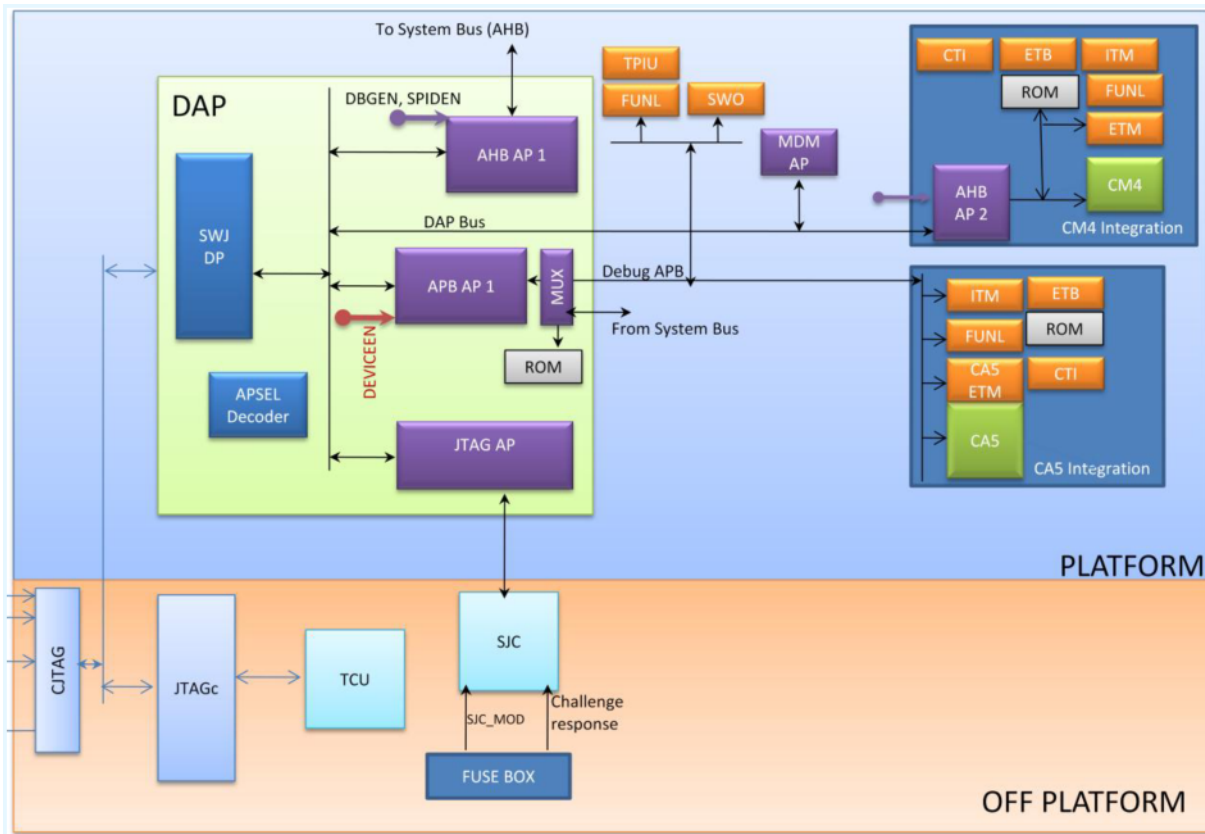 To System Bus (AHB)
DAP
DBGEN, SPIDEN
AHB AP 1
SWJ
DP
DAP Bus
APB AP 1
MUX
DEVICEEN
ROM
APSEL
Decoder
JTAG AP
TPIU
FUNL
SWO
MDM
AP
Debug APB
From System Bus
CTI
ETB
ITM
ROM
FUNL
ETM
AHB
AP 2
CM4
CM4 Integration
ITM
ETB
FUNL
ROM
CA5
ETM
CTI
CA5
CA5 Integration
PLATFORM
CJTAG
JTAGc
TCU
SJC
SJC_MOD
Challenge
response
FUSE BOX
OFF PLATFORM